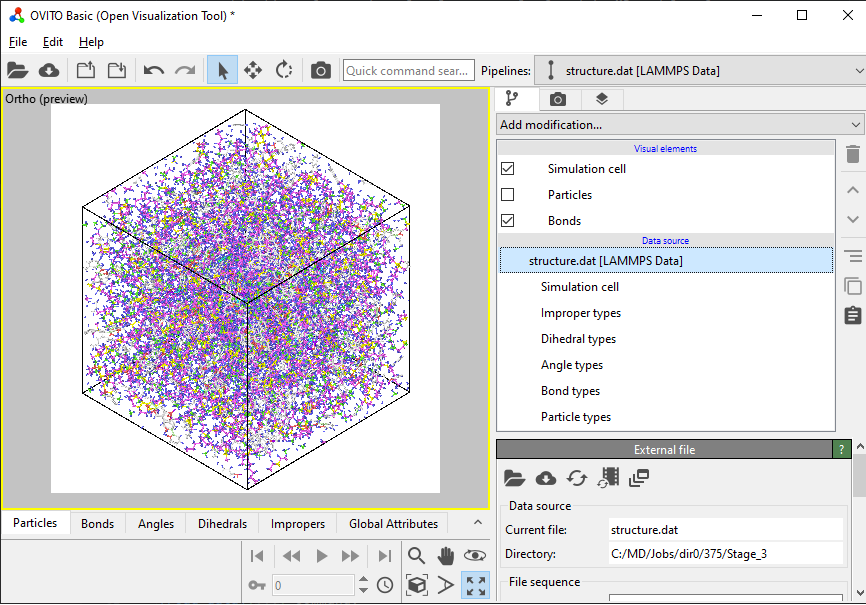 OVITO Basic (Open Visualization Tool) *
File Edit Help
Quick command sear... Pipelines: structure.dat [LAMMPS Data]
Ortho (preview)
Add modification...
Visual elements
Simulation cell
Particles
Bonds
Data source
structure.dat [LAMMPS Data]
Simulation cell
Improper types
Dihedral types
Angle types
Bond types
Particle types
External file ?
Data source
Current file: structure.dat
Directory: C:/MD/Jobs/dir0/375/Stage_3
File sequence
Particles Bonds Angles Dihedrals Impropers Global Attributes
0